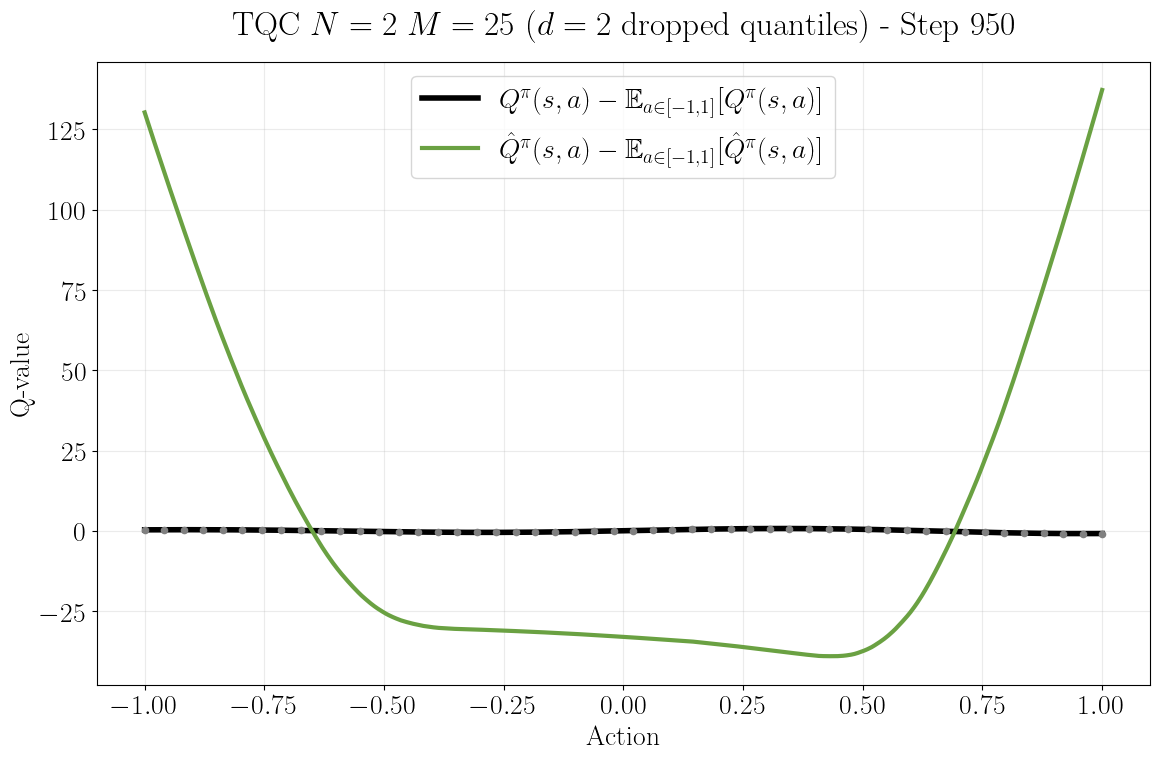 TQC N = 2 M = 25 (d = 2 dropped quantiles) - Step 950
Q^π(s, a) − 𝔼_{a∈[−1,1]}[Q^π(s, a)]
Q̂^π(s, a) − 𝔼_{a∈[−1,1]}[Q̂^π(s, a)]
125
100
75
50
25
0
−25
Q-value
−1.00 −0.75 −0.50 −0.25 0.00 0.25 0.50 0.75 1.00
Action